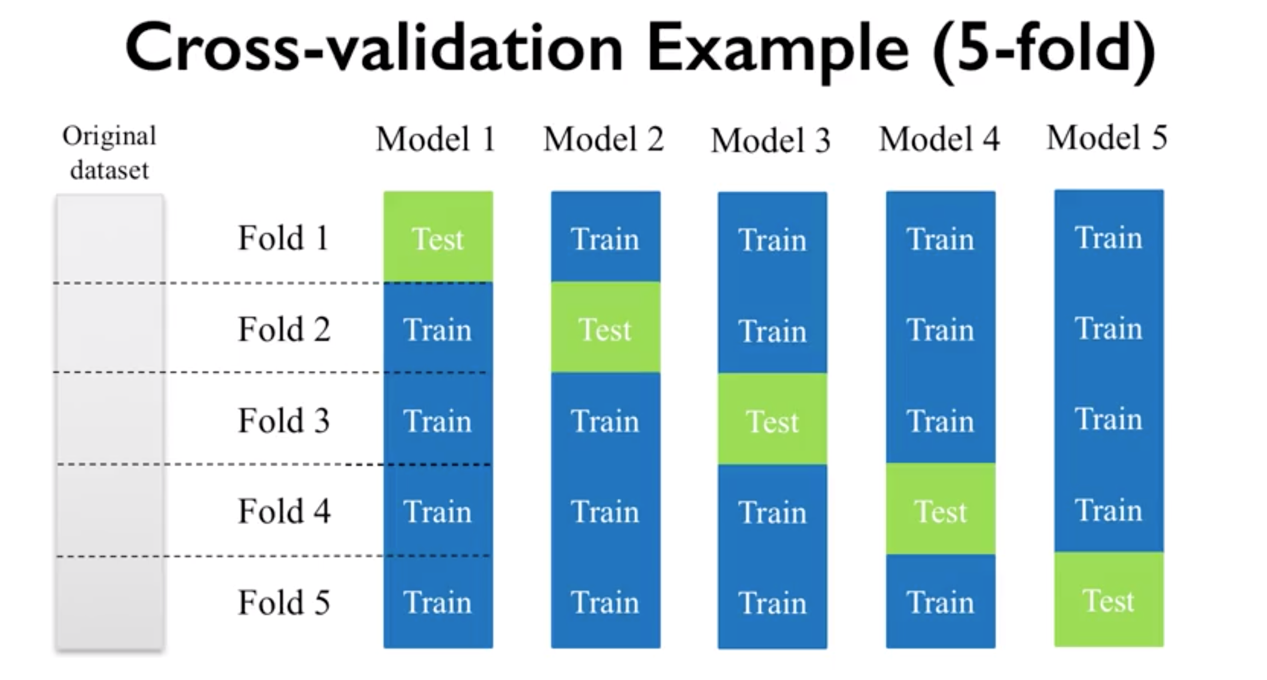 Cross-validation Example (5-fold)
Original
dataset
Model 1 Model 2 Model 3 Model 4 Model 5
Fold 1 Test Train Train Train Train
Fold 2 Train Test Train Train Train
Fold 3 Train Train Test Train Train
Fold 4 Train Train Train Test Train
Fold 5 Train Train Train Train Test